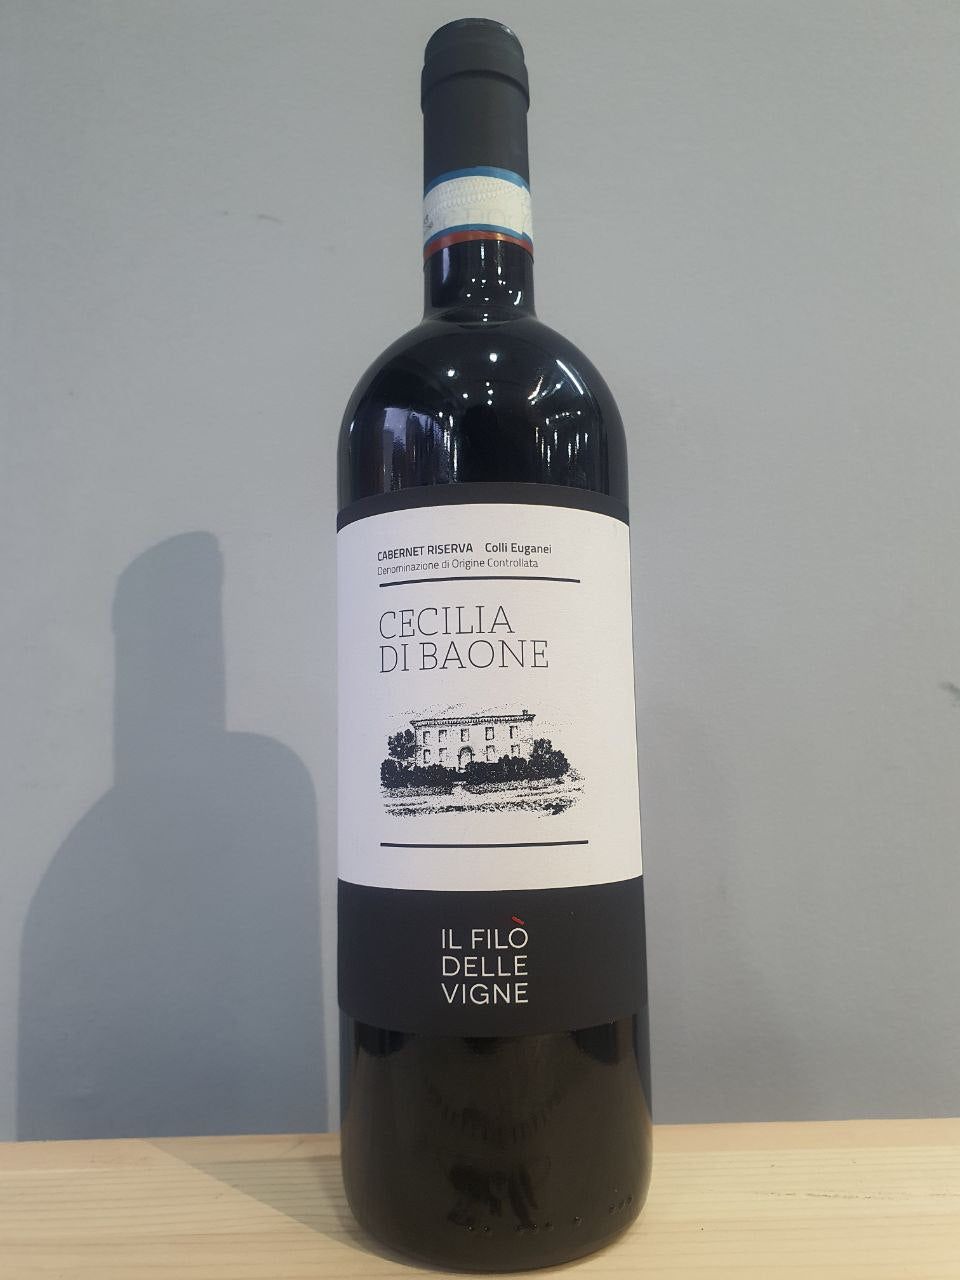 CABERNET RISERVA Colli Euganei
Denominazione di Origine Controllata
CECILIA
DI BAONE
IL FILÒ
DELLE
VIGNE